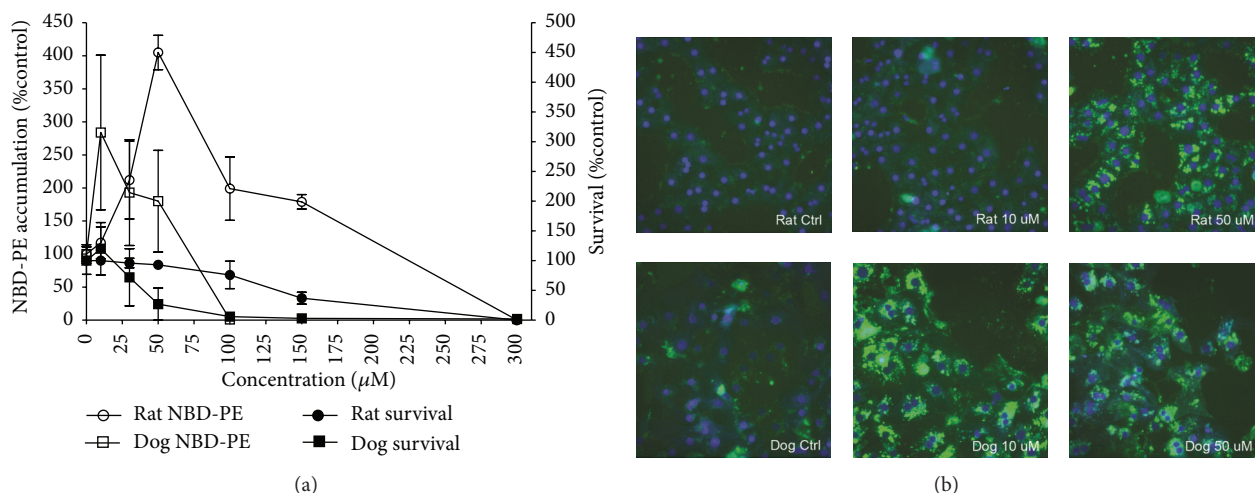 NBD-PE accumulation (%control)
450
400
350
300
250
200
150
100
50
0
500
450
400
350
300
250
200
150
100
50
0
Survival (%control)
0
25
50
75
100
125
150
175
200
225
250
275
300
Concentration (μM)
Rat NBD-PE
Rat survival
Dog NBD-PE
Dog survival
(a)
Rat Ctrl
Rat 10 uM
Rat 50 uM
Dog Ctrl
Dog 10 uM
Dog 50 uM
(b)